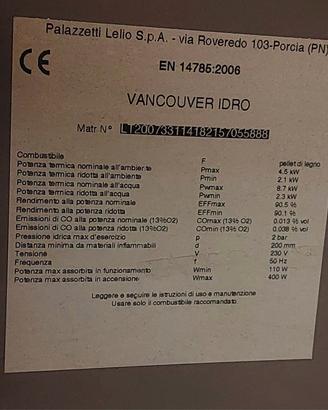 Palazzetti Lelio S.p.A. - via Roveredo 103-Porcia (PN)
CE
EN 14785:2006
VANCOUVER IDRO
Matr N° LT200733114182157055888
Combustibile F pellet di legno
Potenza termica nominale all'ambiente Pmax 4.5 kW
Potenza termica ridotta all'ambiente Pmin 2.1 kW
Potenza termica nominale all'acqua Pwmax 8.7 kW
Potenza termica ridotta all'acqua Pwmin 2.3 kW
Rendimento alla potenza nominale EFFmax 90.5 %
Rendimento alla potenza ridotta EFFmin 90.1 %
Emissioni di CO alla potenza nominale (13%O2) COmax (13% O2) 0.013 % vol
Emissioni di CO alla potenza ridotta (13%O2) COmin (13% O2) 0.038 % vol
Pressione idrica max d'esercizio p 2 bar
Distanza minima da materiali infiammabili d 200 mm
Tensione V 230 V
Frequenza f 50 Hz
Potenza max assorbita in funzionamento Wmin 110 W
Potenza max assorbita in accensione Wmax 400 W
Leggere e seguire le istruzioni di uso e manutenzione
Usare solo il combustibile raccomandato